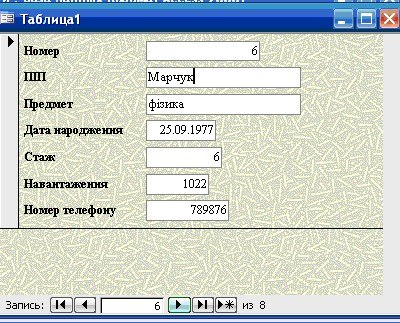 Таблица1
Номер 6
ПІП Марчук
Предмет фізика
Дата народження 25.09.1977
Стаж 6
Навантаження 1022
Номер телефону 789876
Запись: 6 из 8